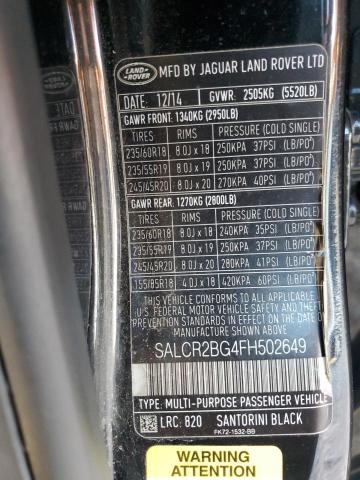 LAND-
-ROVER
MFD BY JAGUAR LAND ROVER LTD
DATE: 12/14 GVWR: 2505KG (5520LB)
GAWR FRONT: 1340KG (2950LB)
TIRES RIMS PRESSURE (COLD SINGLE)
235/60R18 8.0J x 18 250KPA 37PSI (LB/PO²)
235/55R19 8.0J x 19 250KPA 37PSI (LB/PO²)
245/45R20 8.0J x 20 270KPA 40PSI (LB/PO²)
GAWR REAR: 1270KG (2800LB)
TIRES RIMS PRESSURE (COLD SINGLE)
235/60R18 8.0J x 18 240KPA 35PSI (LB/PO²)
235/55R19 8.0J x 19 250KPA 37PSI (LB/PO²)
245/45R20 8.0J x 20 280KPA 41PSI (LB/PO²)
155/85R18 4.0J x 18 420KPA 60PSI (LB/PO²)
THIS VEHICLE CONFORMS TO ALL APPLICABLE
U.S. FEDERAL MOTOR VEHICLE SAFETY, BUMPER,
AND THEFT PREVENTION STANDARDS
IN EFFECT ON THE DATE OF MANUFACTURE
SHOWN ABOVE.
SALCR2BG4FH502649
TYPE: MULTI-PURPOSE PASSENGER VEHICLE
LRC: 820 SANTORINI BLACK
FK72-1532-BB
WARNING
ATTENTION